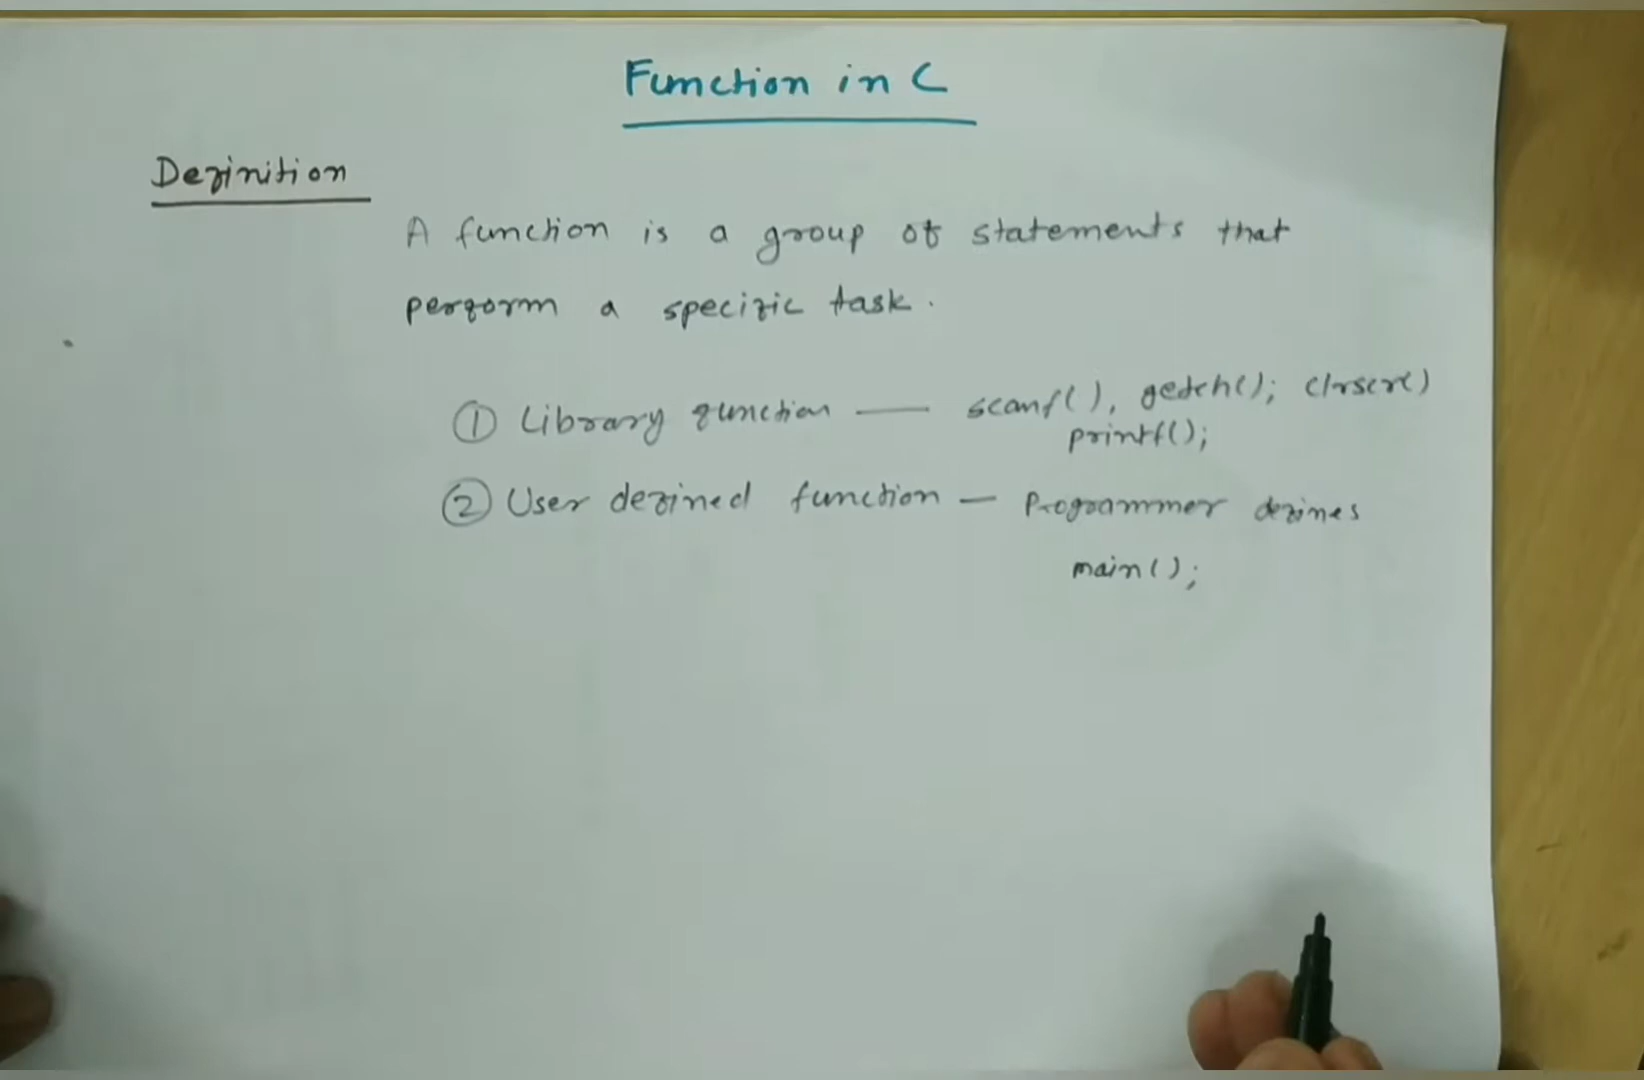 Function in C
Definition
A function is a group of statements that
perform a specific task.
① Library function — scanf(), getch(); clrscr()
printf();
② User defined function — Programmer defines
main();